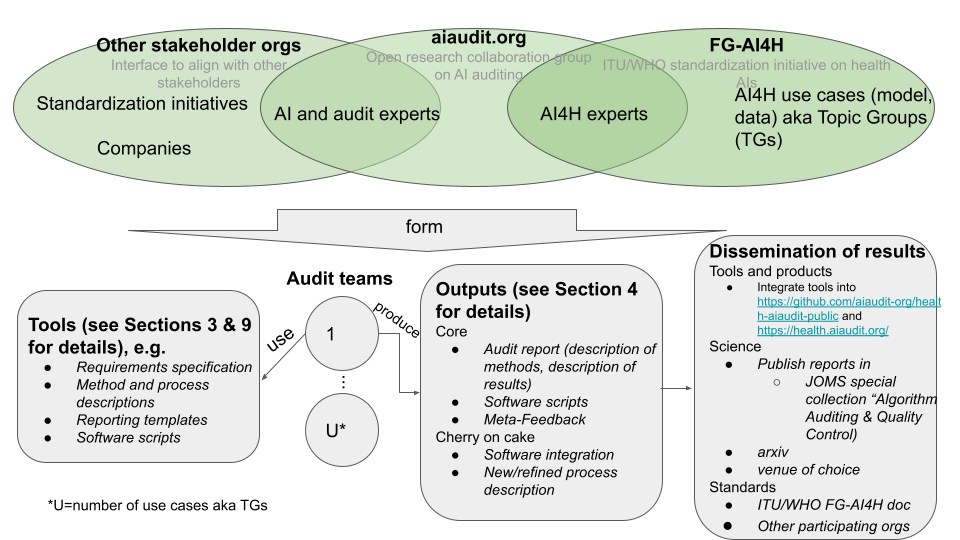 Other stakeholder orgs
Interface to align with other
stakeholders
Standardization initiatives
Companies
AI and audit experts
aiaudit.org
Open research collaboration group
on AI auditing
AI4H experts
FG-AI4H
ITU/WHO standardization initiative on health
AIs
AI4H use cases (model,
data) aka Topic Groups
(TGs)
form
Audit teams
1
⋮
U*
use
produce
Tools (see Sections 3 & 9
for details), e.g.
● Requirements specification
● Method and process
descriptions
● Reporting templates
● Software scripts
*U=number of use cases aka TGs
Outputs (see Section 4
for details)
Core
● Audit report (description of
methods, description of
results)
● Software scripts
● Meta-Feedback
Cherry on cake
● Software integration
● New/refined process
description
Dissemination of results
Tools and products
● Integrate tools into
https://github.com/aiaudit-org/healt
h-aiaudit-public and
https://health.aiaudit.org/
Science
● Publish reports in
○ JOMS special
collection “Algorithm
Auditing & Quality
Control)
● arxiv
● venue of choice
Standards
● ITU/WHO FG-AI4H doc
● Other participating orgs